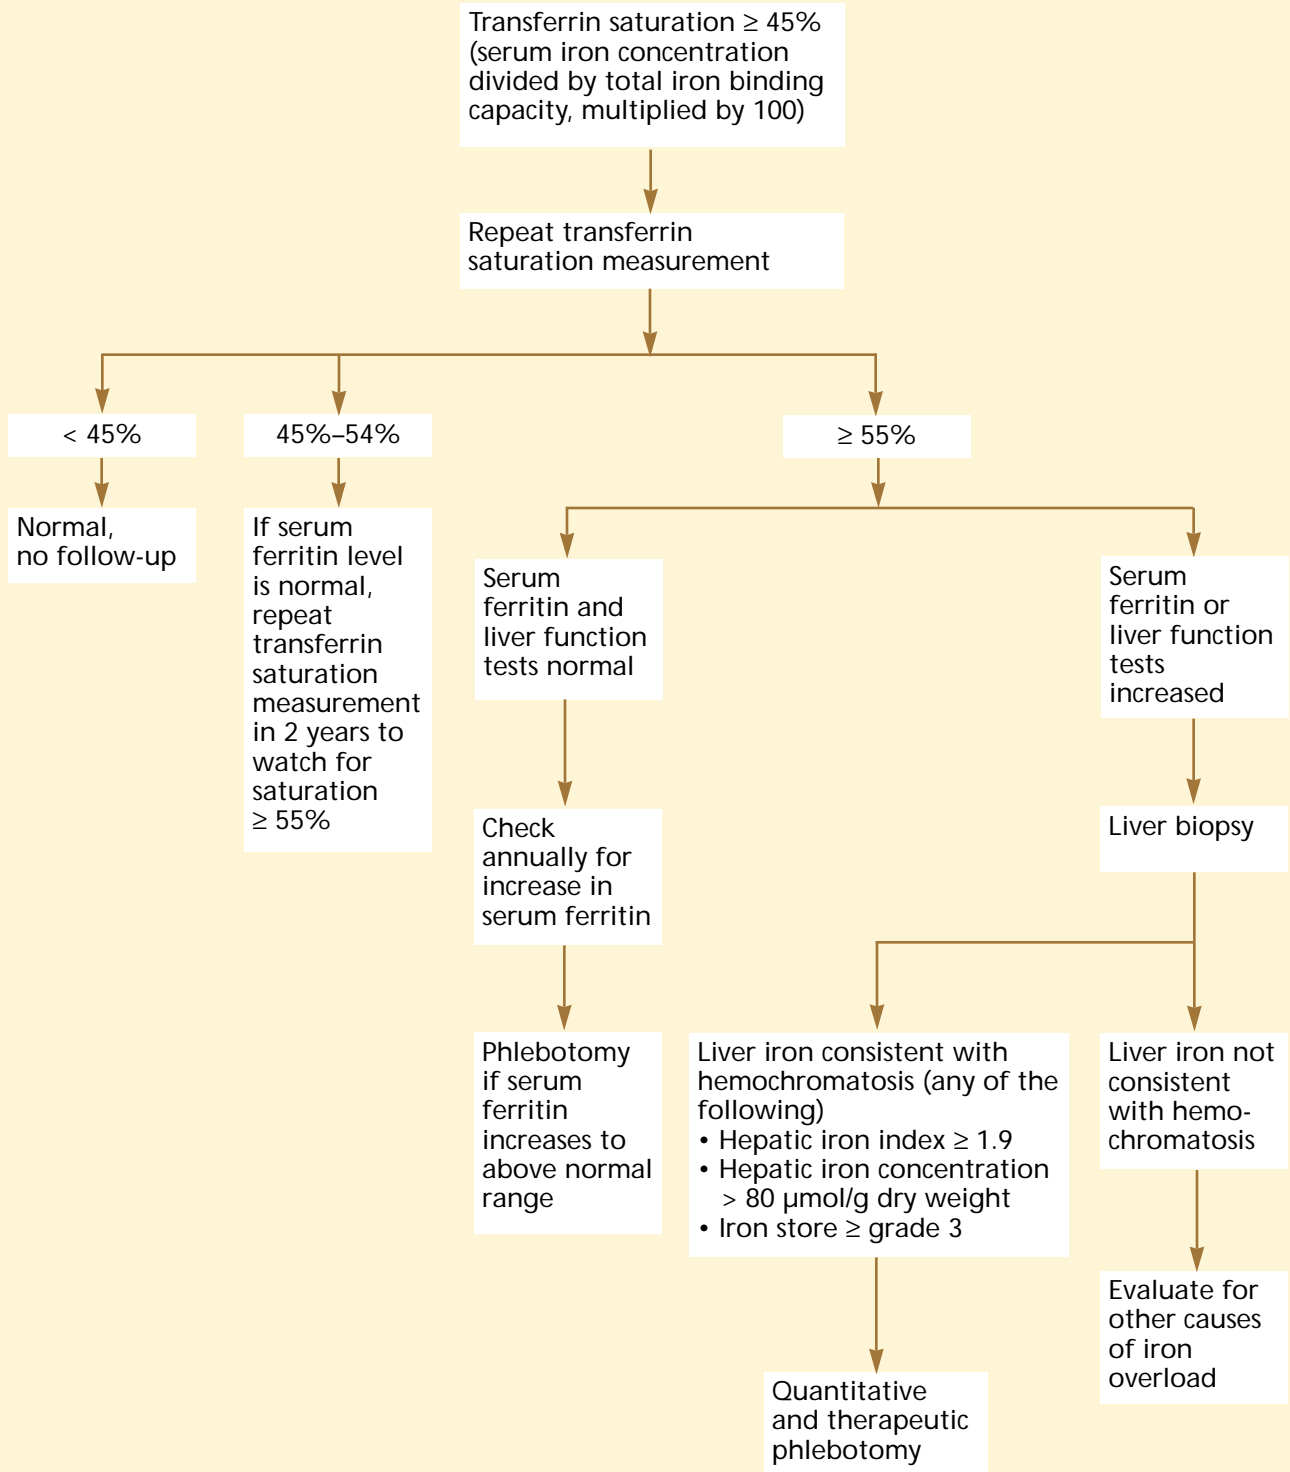 Transferrin saturation ≥ 45%
(serum iron concentration
divided by total iron binding
capacity, multiplied by 100)
Repeat transferrin
saturation measurement
< 45%
45%–54%
≥ 55%
Normal,
no follow-up
If serum
ferritin level
is normal,
repeat
transferrin
saturation
measurement
in 2 years to
watch for
saturation
≥ 55%
Serum
ferritin and
liver function
tests normal
Serum
ferritin or
liver function
tests
increased
Check
annually for
increase in
serum ferritin
Liver biopsy
Phlebotomy
if serum
ferritin
increases to
above normal
range
Liver iron consistent with
hemochromatosis (any of the
following)
• Hepatic iron index ≥ 1.9
• Hepatic iron concentration
> 80 µmol/g dry weight
• Iron store ≥ grade 3
Liver iron not
consistent
with hemo-
chromatosis
Evaluate for
other causes
of iron
overload
Quantitative
and therapeutic
phlebotomy